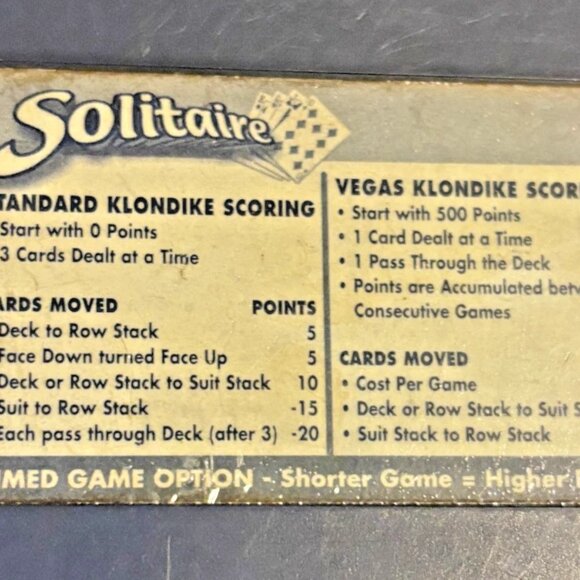 Solitaire
TANDARD KLONDIKE SCORING
Start with 0 Points
3 Cards Dealt at a Time
ARDS MOVED POINTS
Deck to Row Stack 5
Face Down turned Face Up 5
Deck or Row Stack to Suit Stack 10
Suit to Row Stack -15
Each pass through Deck (after 3) -20
VEGAS KLONDIKE SCOR
• Start with 500 Points
• 1 Card Dealt at a Time
• 1 Pass Through the Deck
• Points are Accumulated betw
Consecutive Games
CARDS MOVED
• Cost Per Game
• Deck or Row Stack to Suit S
• Suit Stack to Row Stack
IMED GAME OPTION - Shorter Game = Higher